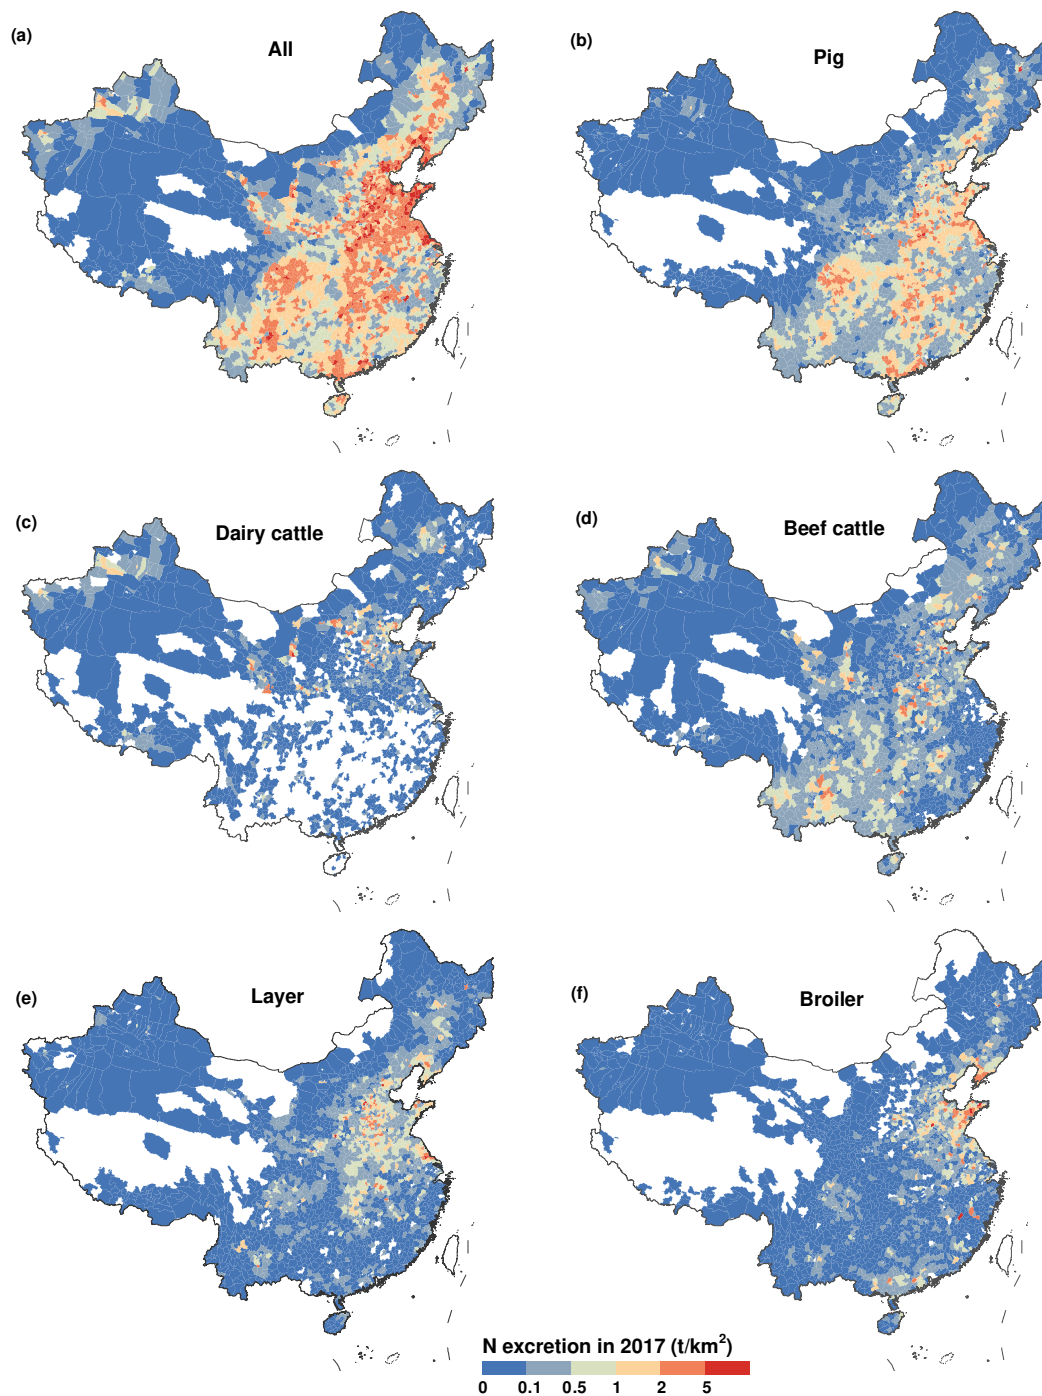 (a)
All
(b)
Pig
(c)
Dairy cattle
(d)
Beef cattle
(e)
Layer
(f)
Broiler
N excretion in 2017 (t/km²)
0 0.1 0.5 1 2 5